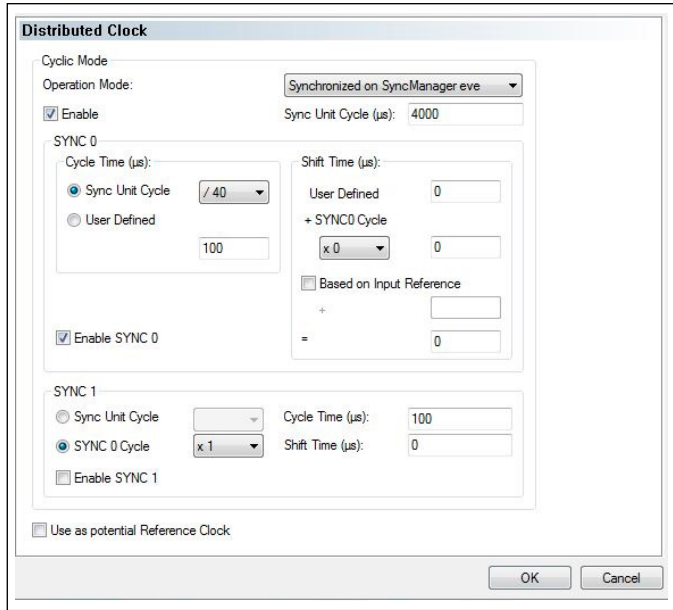 Distributed Clock
Cyclic Mode
Operation Mode: Synchronized on SyncManager eve
Enable Sync Unit Cycle (µs): 4000
SYNC 0
Cycle Time (µs): Shift Time (µs):
Sync Unit Cycle / 40 User Defined 0
User Defined + SYNC0 Cycle
100 x 0 0
Based on Input Reference
+
Enable SYNC 0 = 0
SYNC 1
Sync Unit Cycle Cycle Time (µs): 100
SYNC 0 Cycle x 1 Shift Time (µs): 0
Enable SYNC 1
Use as potential Reference Clock
OK Cancel